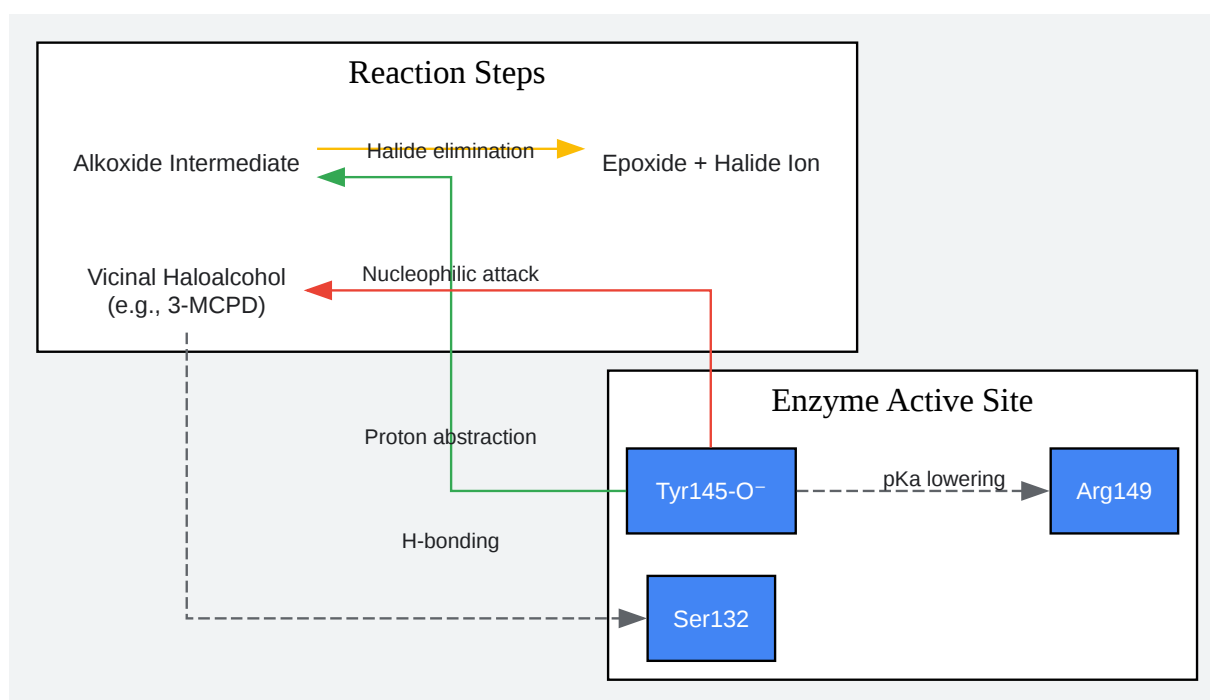 Reaction Steps
Alkoxide Intermediate
Halide elimination
Epoxide + Halide Ion
Vicinal Haloalcohol
(e.g., 3-MCPD)
Nucleophilic attack
Enzyme Active Site
Proton abstraction
Tyr145-O⁻
pKa lowering
Arg149
H-bonding
Ser132